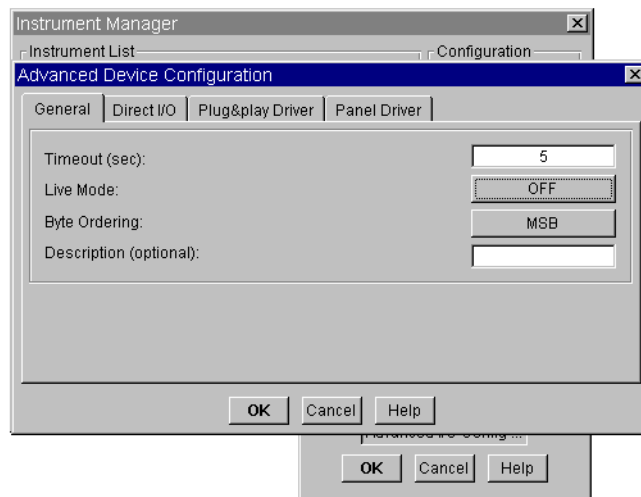 Instrument Manager
Instrument List Configuration
Advanced Device Configuration
General Direct I/O Plug&play Driver Panel Driver
Timeout (sec): 5
Live Mode: OFF
Byte Ordering: MSB
Description (optional):
OK Cancel Help
OK Cancel Help